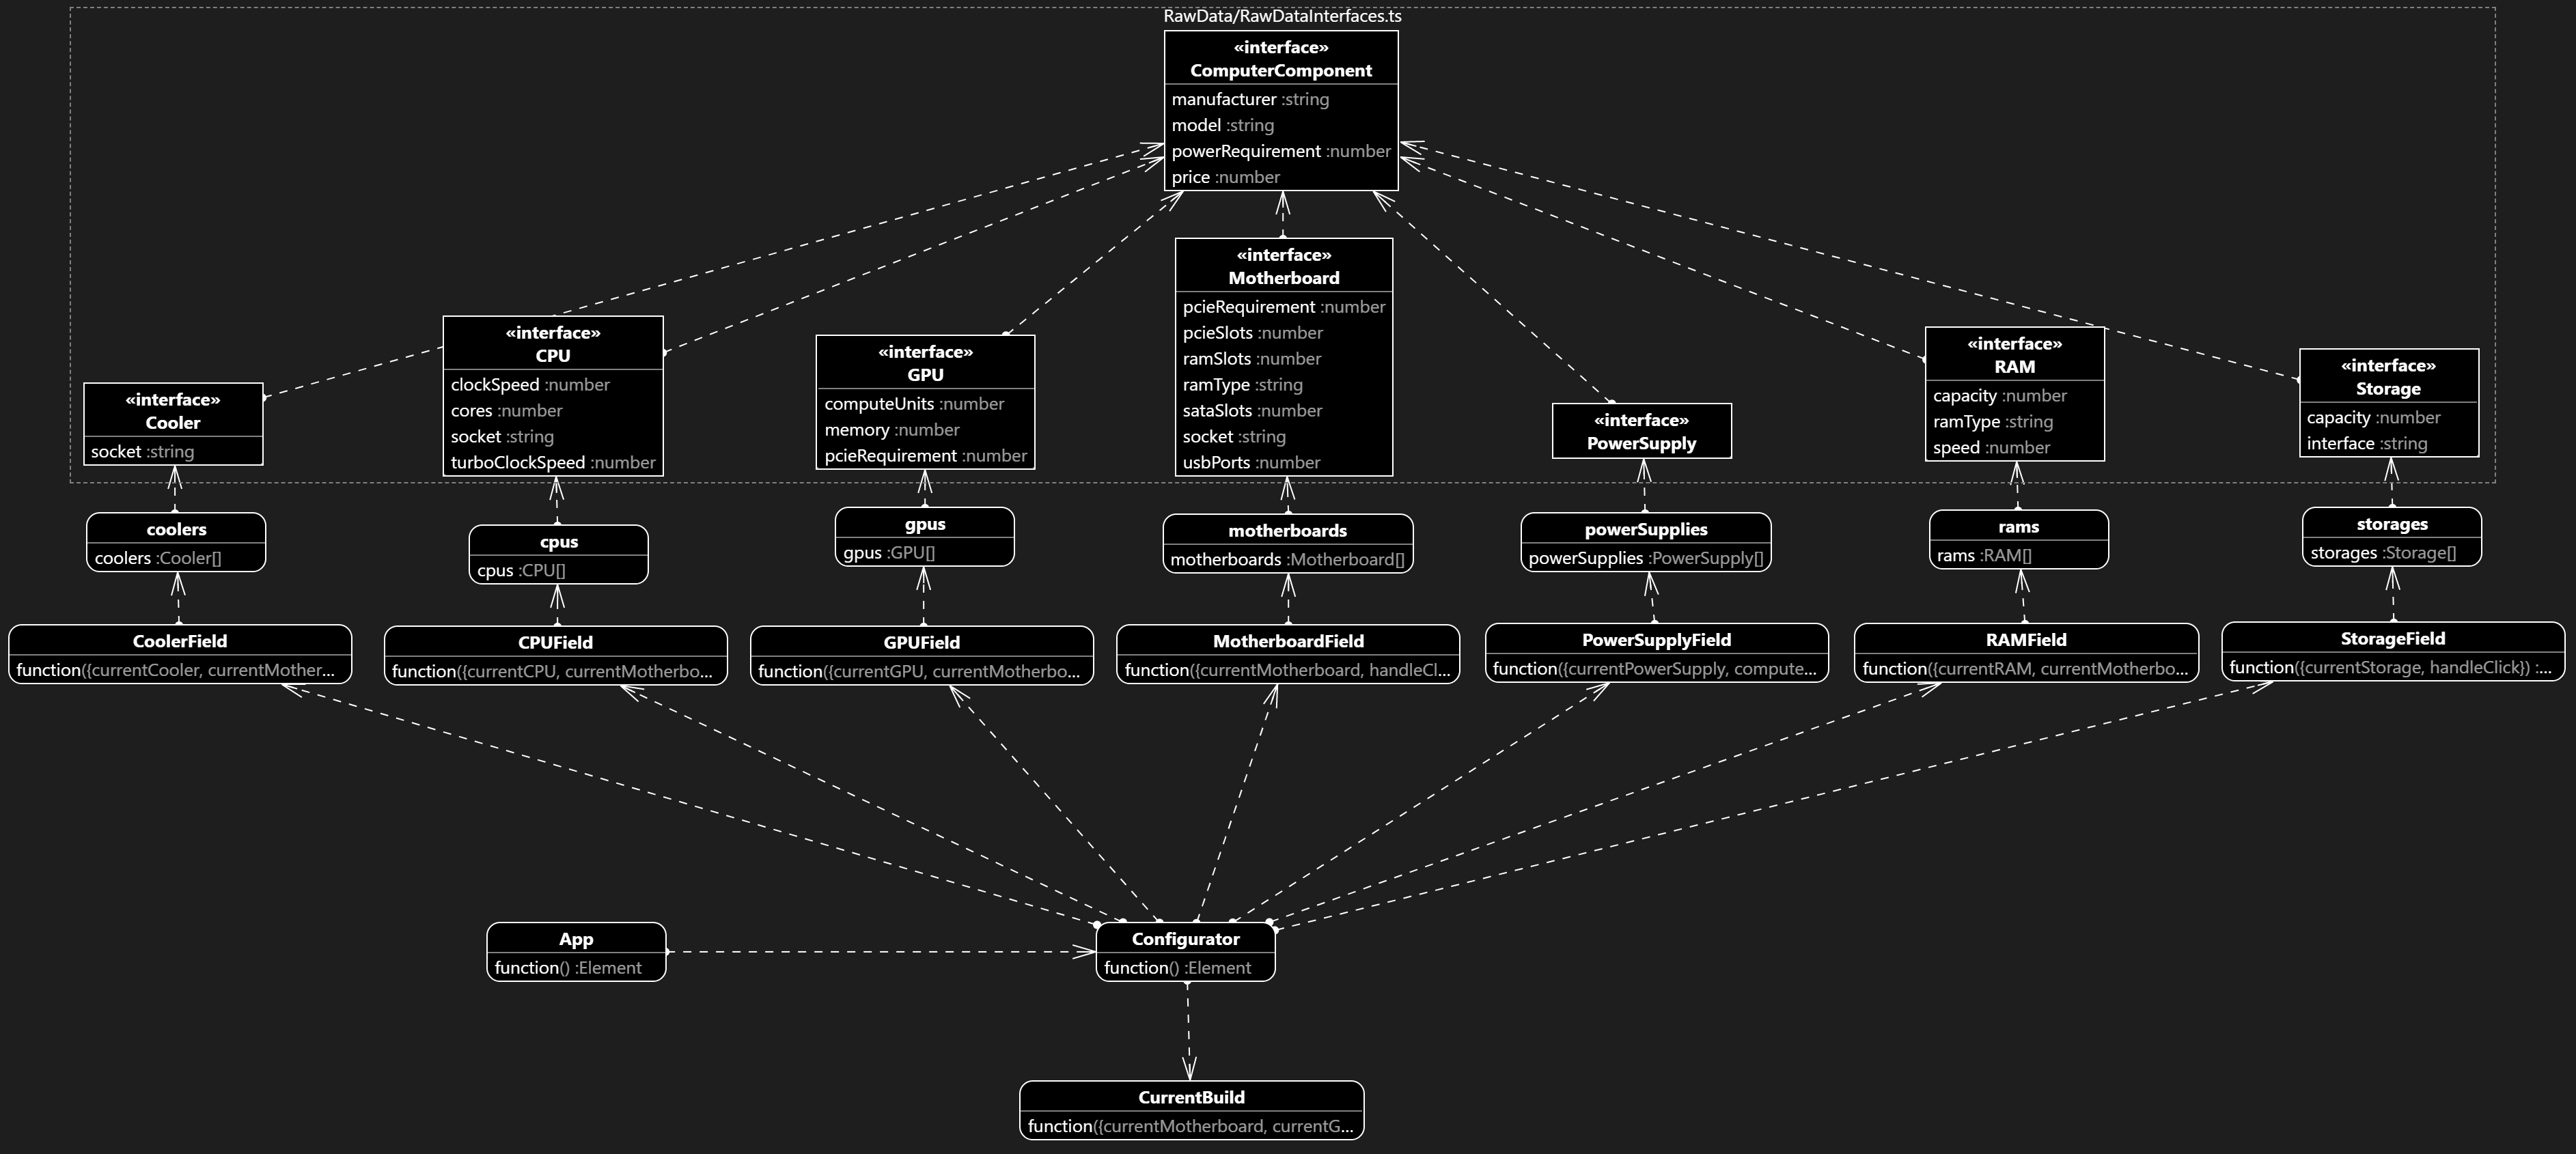 RawData/RawDataInterfaces.ts
«interface»
ComputerComponent
manufacturer :string
model :string
powerRequirement :number
price :number
«interface»
Cooler
socket :string
«interface»
CPU
clockSpeed :number
cores :number
socket :string
turboClockSpeed :number
«interface»
GPU
computeUnits :number
memory :number
pcieRequirement :number
«interface»
Motherboard
pcieRequirement :number
pcieSlots :number
ramSlots :number
ramType :string
sataSlots :number
socket :string
usbPorts :number
«interface»
PowerSupply
«interface»
RAM
capacity :number
ramType :string
speed :number
«interface»
Storage
capacity :number
interface :string
coolers
coolers :Cooler[]
cpus
cpus :CPU[]
gpus
gpus :GPU[]
motherboards
motherboards :Motherboard[]
powerSupplies
powerSupplies :PowerSupply[]
rams
rams :RAM[]
storages
storages :Storage[]
CoolerField
function({currentCooler, currentMother...
CPUField
function({currentCPU, currentMotherbo...
GPUField
function({currentGPU, currentMotherbo...
MotherboardField
function({currentMotherboard, handleCl...
PowerSupplyField
function({currentPowerSupply, compute...
RAMField
function({currentRAM, currentMotherbo...
StorageField
function({currentStorage, handleClick}) :...
App
function() :Element
Configurator
function() :Element
CurrentBuild
function({currentMotherboard, currentG...